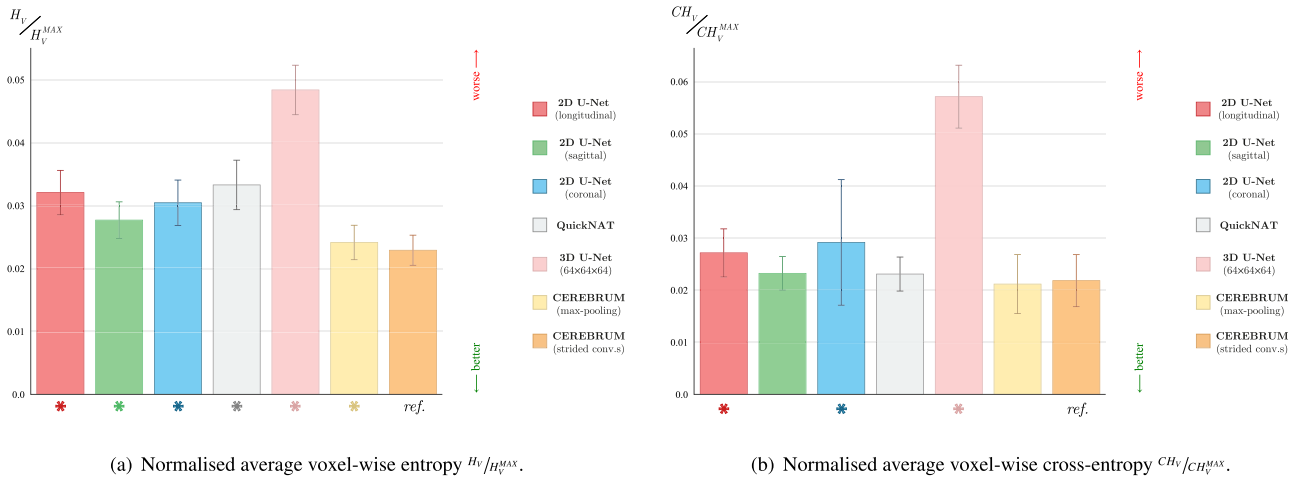 H_V / H_V^MAX
0.05
0.04
0.03
0.02
0.01
0.0
* * * * * * ref.
worse →
← better
2D U-Net
(longitudinal)
2D U-Net
(sagittal)
2D U-Net
(coronal)
QuickNAT
3D U-Net
(64×64×64)
CEREBRUM
(max-pooling)
CEREBRUM
(strided conv.s)
(a) Normalised average voxel-wise entropy H_V/H_V^MAX.
CH_V / CH_V^MAX
0.06
0.05
0.04
0.03
0.02
0.01
0.0
* * * ref.
worse →
← better
2D U-Net
(longitudinal)
2D U-Net
(sagittal)
2D U-Net
(coronal)
QuickNAT
3D U-Net
(64×64×64)
CEREBRUM
(max-pooling)
CEREBRUM
(strided conv.s)
(b) Normalised average voxel-wise cross-entropy CH_V/CH_V^MAX.